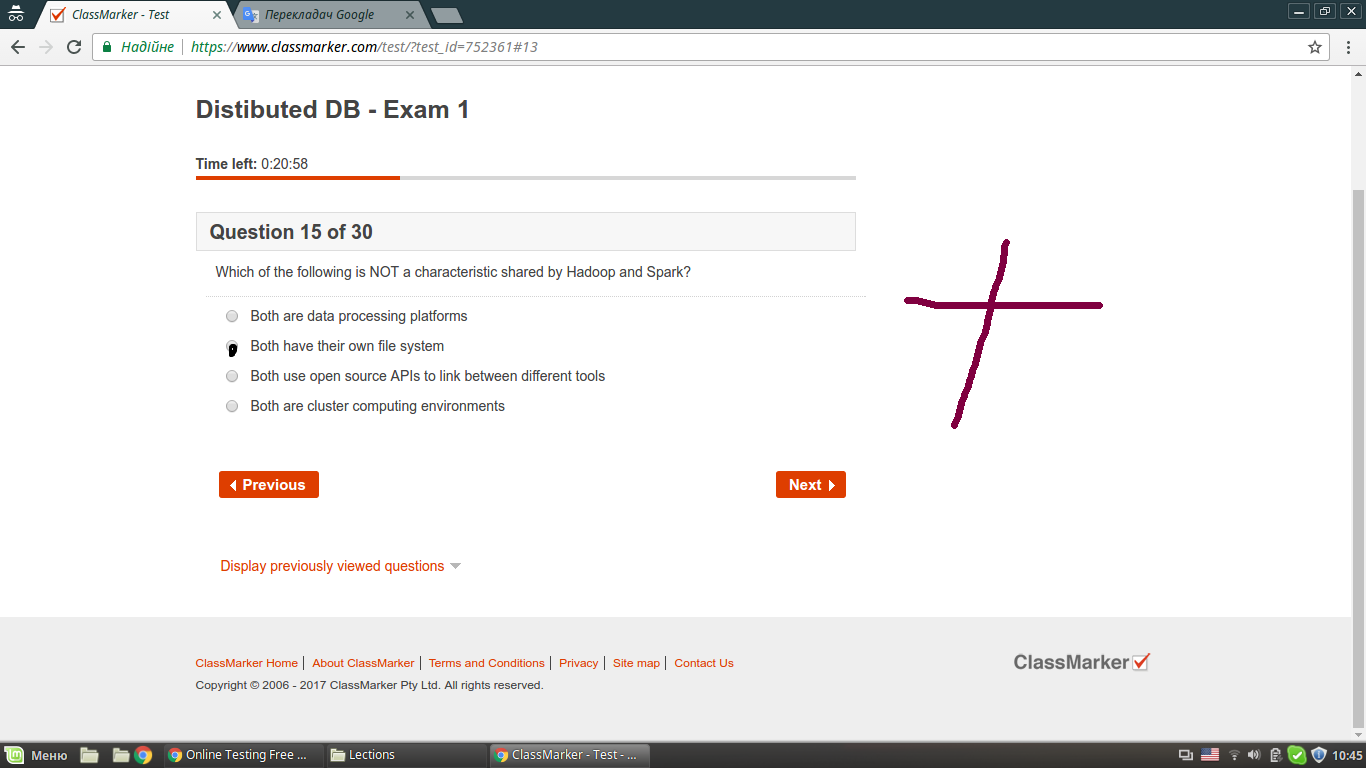 ClassMarker - Test
Перекладач Google
Надійне https://www.classmarker.com/test/?test_id=752361#13
Distibuted DB - Exam 1
Time left: 0:20:58
Question 15 of 30
Which of the following is NOT a characteristic shared by Hadoop and Spark?
Both are data processing platforms
Both have their own file system
Both use open source APIs to link between different tools
Both are cluster computing environments
Previous
Next
Display previously viewed questions
ClassMarker Home | About ClassMarker | Terms and Conditions | Privacy | Site map | Contact Us
ClassMarker
Copyright © 2006 - 2017 ClassMarker Pty Ltd. All rights reserved.
Меню Online Testing Free ... Lections ClassMarker - Test - ... 10:45